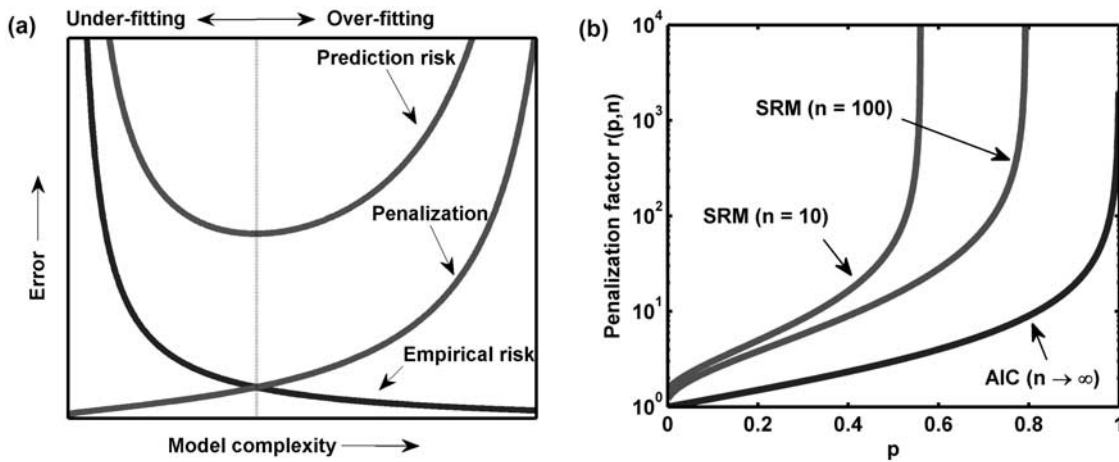 (a)
Under-fitting
Over-fitting
Prediction risk
Penalization
Empirical risk
Error
Model complexity
(b)
Penalization factor r(p,n)
10^4
10^3
10^2
10^1
10^0
SRM (n = 100)
SRM (n = 10)
AIC (n → ∞)
0
0.2
0.4
0.6
0.8
1
p